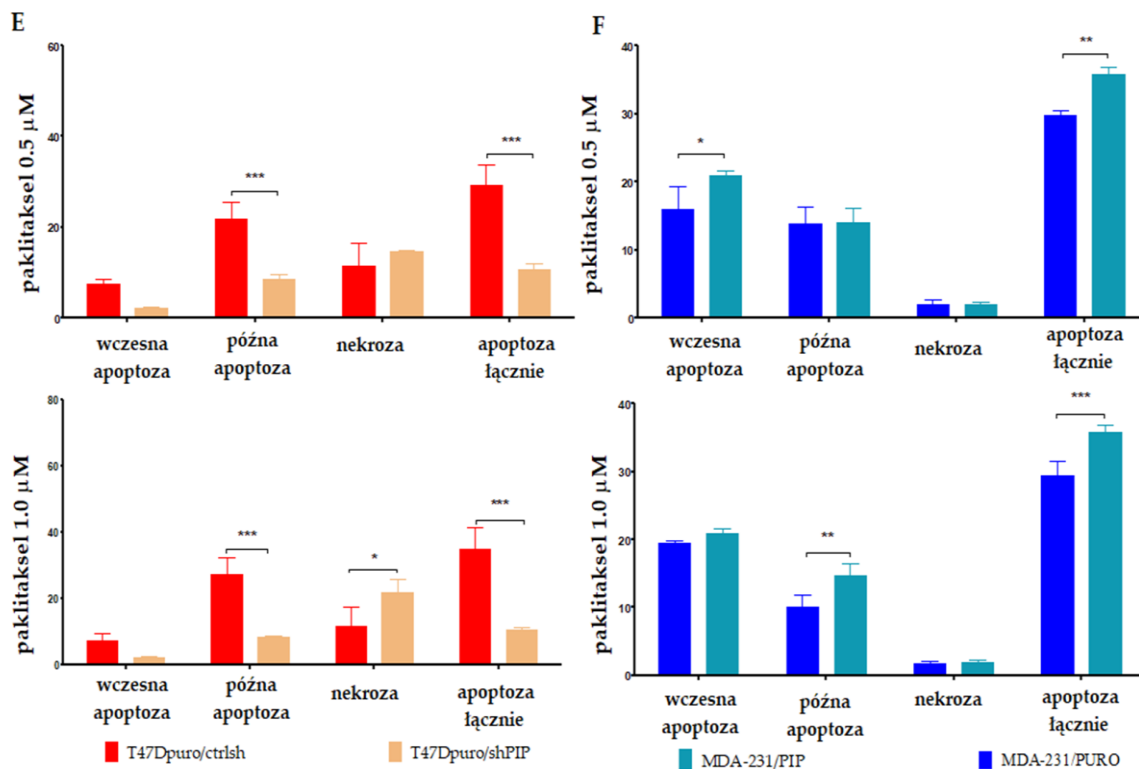 E
paklitaksel 0.5 μM
60
40
20
0
***
***
wczesna
apoptoza
późna
apoptoza
nekroza
apoptoza
łącznie
F
paklitaksel 0.5 μM
40
30
20
10
0
*
**
wczesna
apoptoza
późna
apoptoza
nekroza
apoptoza
łącznie
paklitaksel 1.0 μM
80
60
40
20
0
***
*
***
wczesna
apoptoza
późna
apoptoza
nekroza
apoptoza
łącznie
paklitaksel 1.0 μM
40
30
20
10
0
**
***
wczesna
apoptoza
późna
apoptoza
nekroza
apoptoza
łącznie
T47Dpuro/ctrlsh
T47Dpuro/shPIP
MDA-231/PIP
MDA-231/PURO